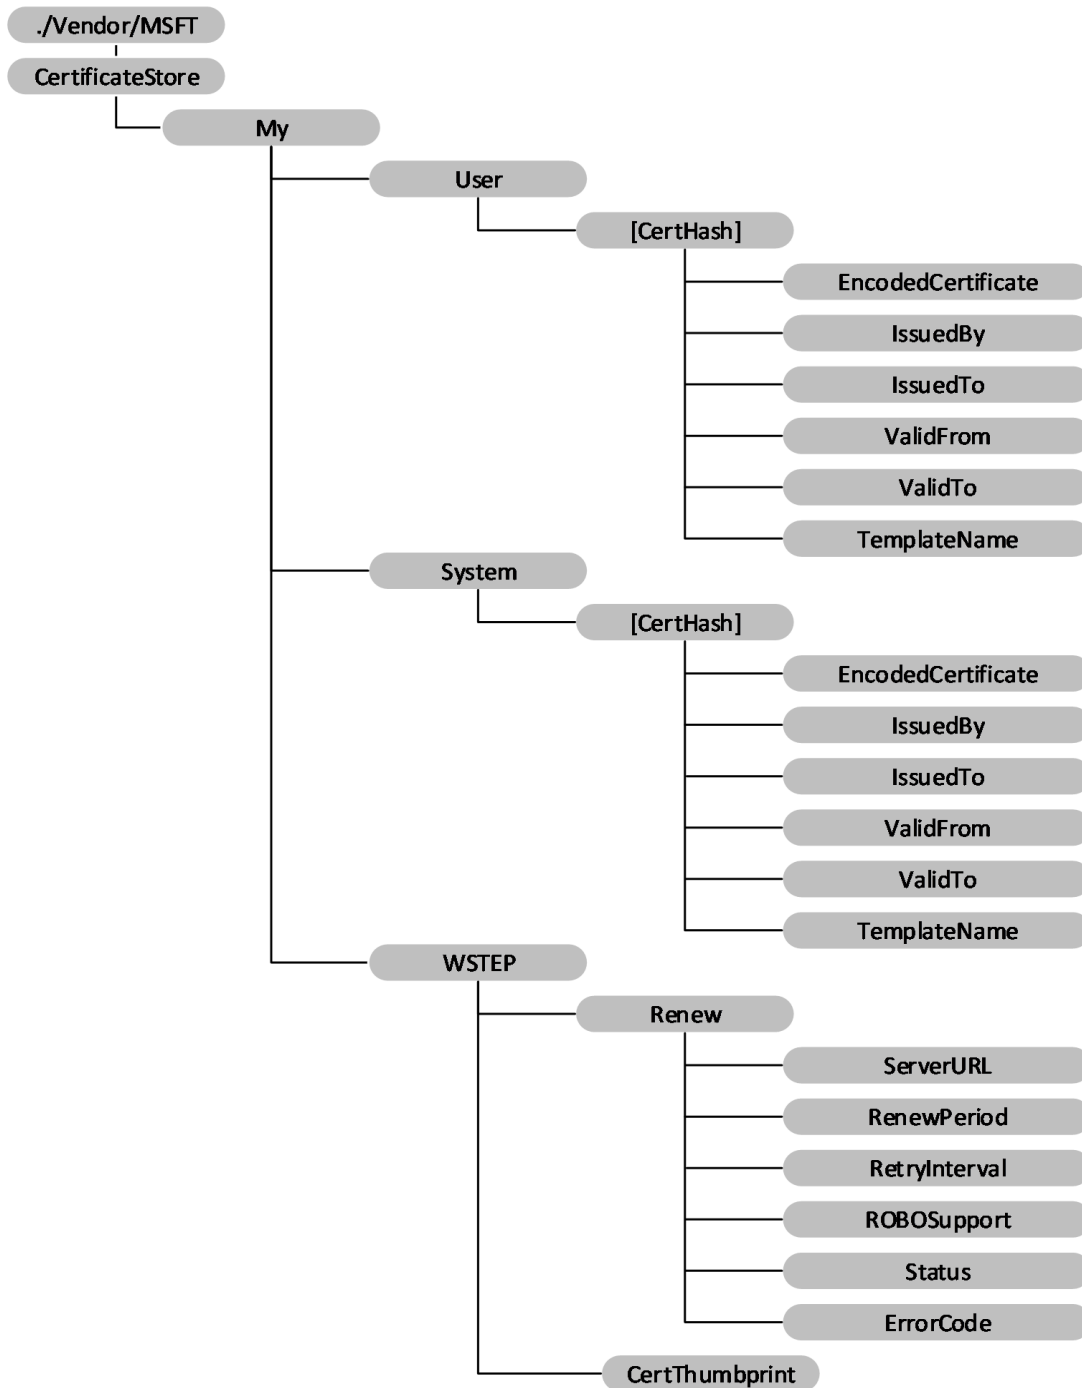 ./Vendor/MSFT
CertificateStore
My
User
[CertHash]
EncodedCertificate
IssuedBy
IssuedTo
ValidFrom
ValidTo
TemplateName
System
[CertHash]
EncodedCertificate
IssuedBy
IssuedTo
ValidFrom
ValidTo
TemplateName
WSTEP
Renew
ServerURL
RenewPeriod
RetryInterval
ROBOSupport
Status
ErrorCode
CertThumbprint